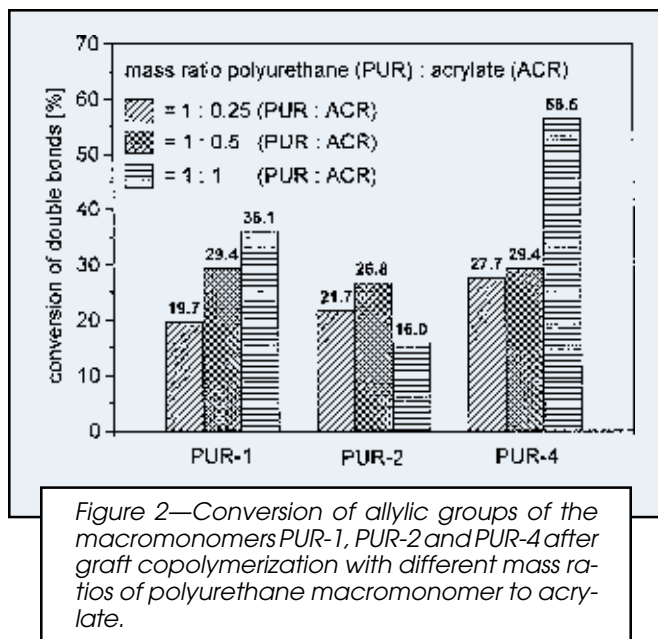 70
mass ratio polyurethane (PUR) : acrylate (ACR)
60
= 1 : 0.25 (PUR : ACR)
56.5
50
= 1 : 0.5 (PUR : ACR)
= 1 : 1 (PUR : ACR)
40
36.1
30
29.4
26.8
27.7
29.4
20
19.7
21.7
16.0
10
0
conversion of double bonds [%]
PUR-1 PUR-2 PUR-4
Figure 2—Conversion of allylic groups of the
macromonomers PUR-1, PUR-2 and PUR-4 after
graft copolymerization with different mass ra-
tios of polyurethane macromonomer to acry-
late.